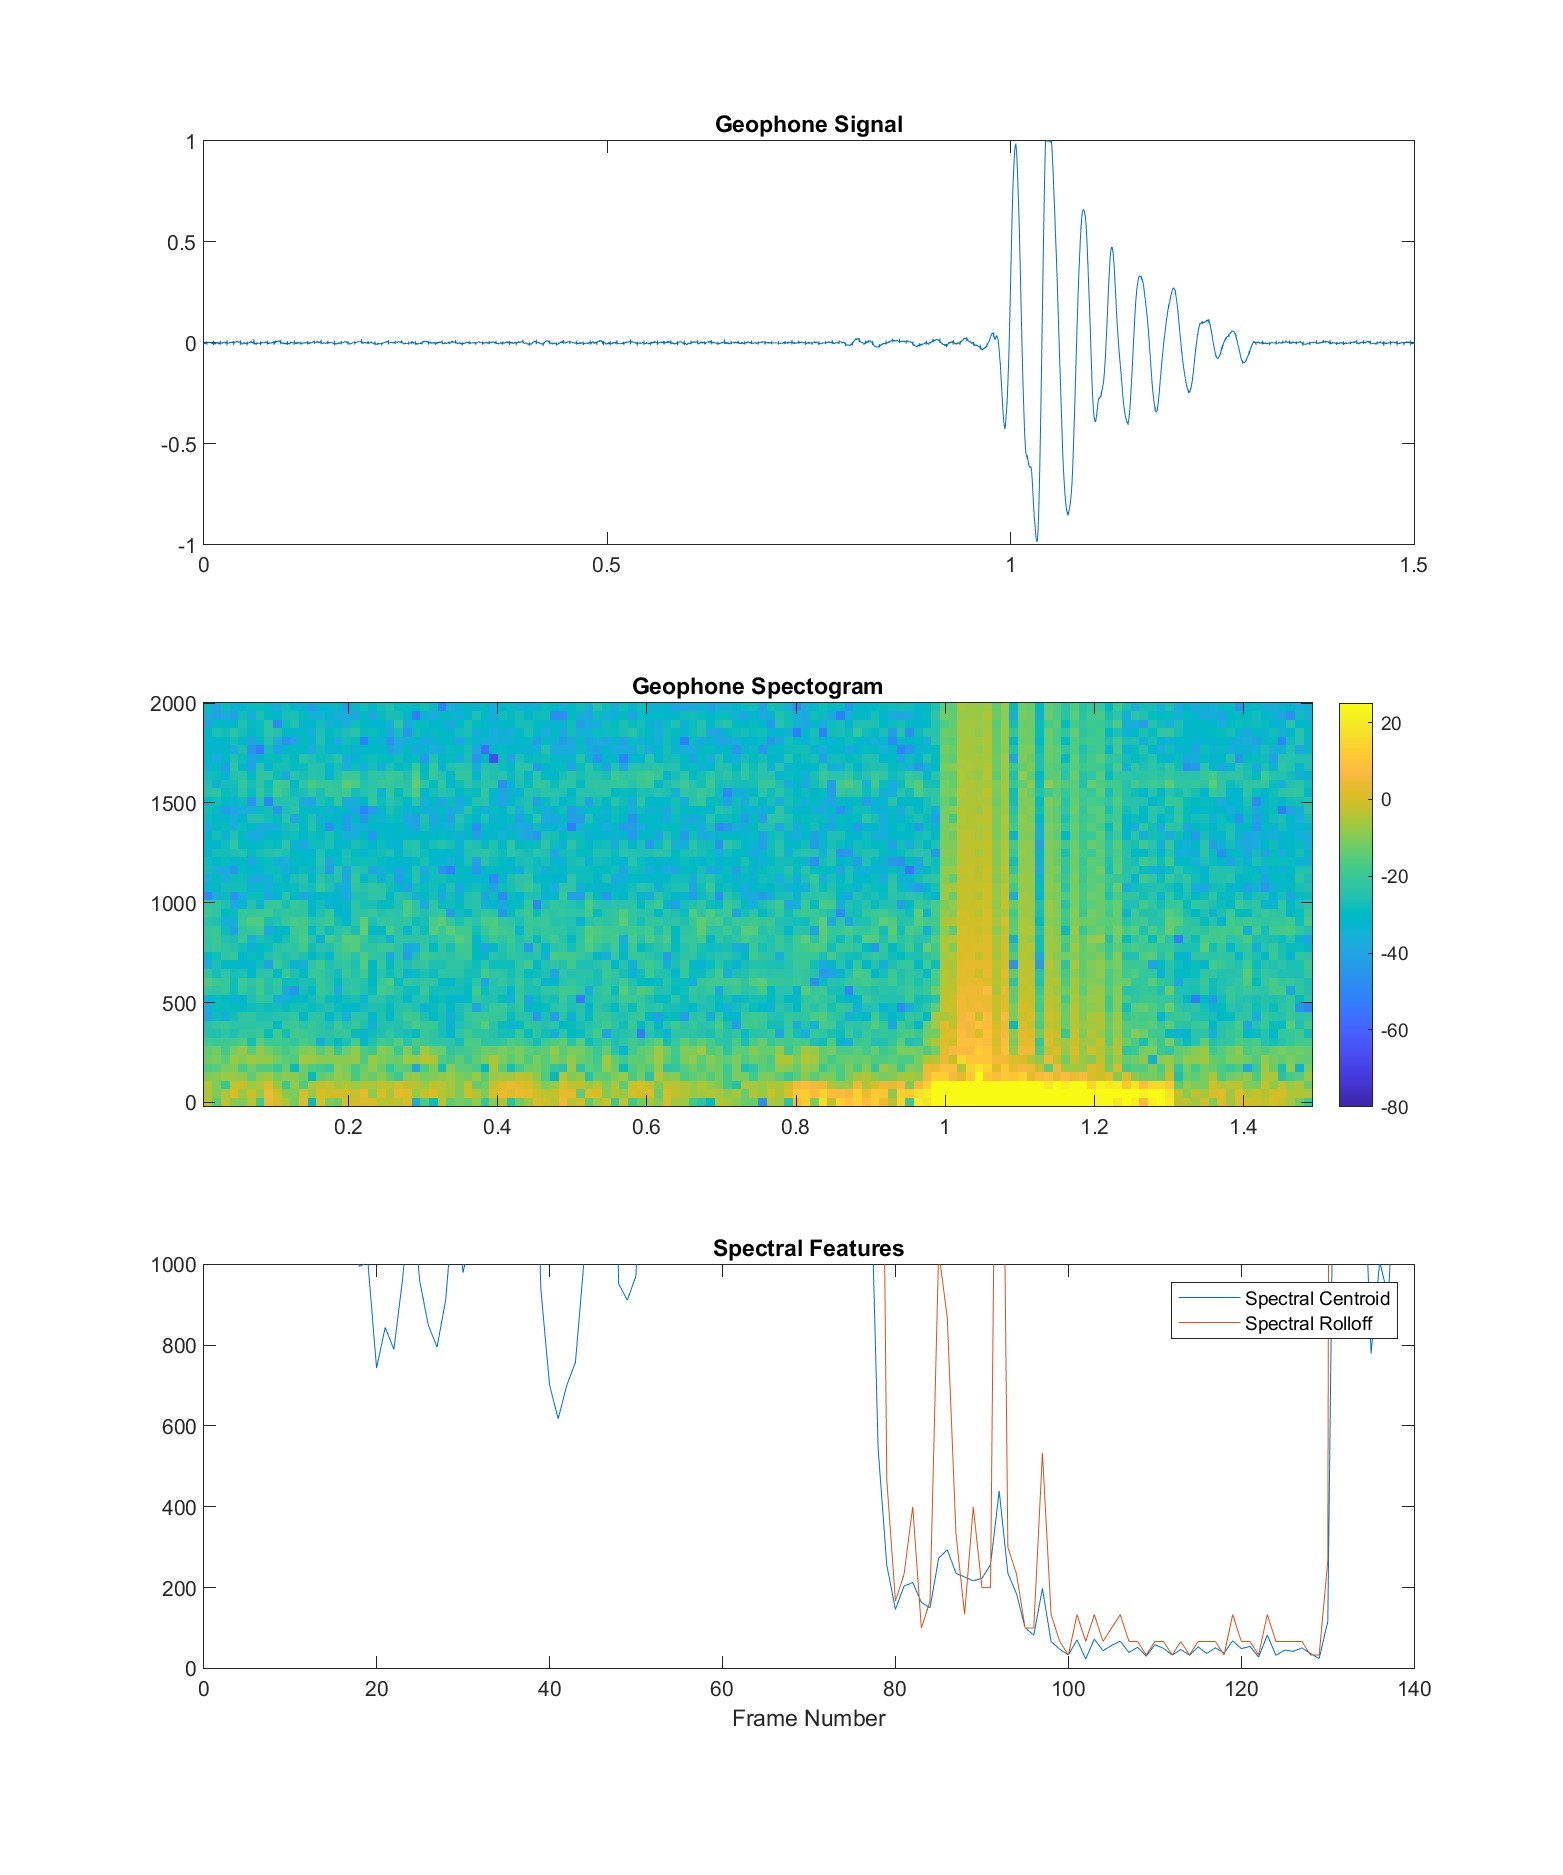 Geophone Signal
1
0.5
0
-0.5
-1
0 0.5 1 1.5
Geophone Spectogram
2000
1500
1000
500
0
0.2 0.4 0.6 0.8 1 1.2 1.4
20
0
-20
-40
-60
-80
Spectral Features
1000
800
600
400
200
0
Spectral Centroid
Spectral Rolloff
0 20 40 60 80 100 120 140
Frame Number